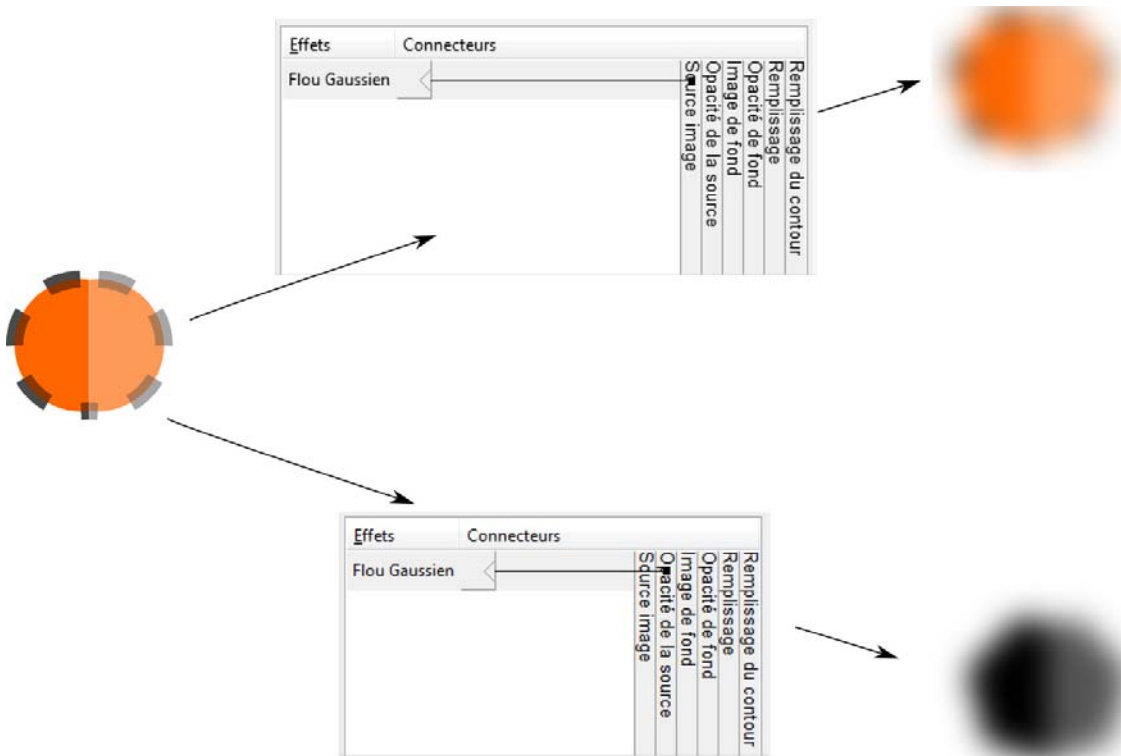 Effets Connecteurs
Flou Gaussien
Source image
Opacité de la source
Image de fond
Opacité de fond
Remplissage
Remplissage du contour
Effets Connecteurs
Flou Gaussien
Source image
Opacité de la source
Image de fond
Opacité de fond
Remplissage
Remplissage du contour